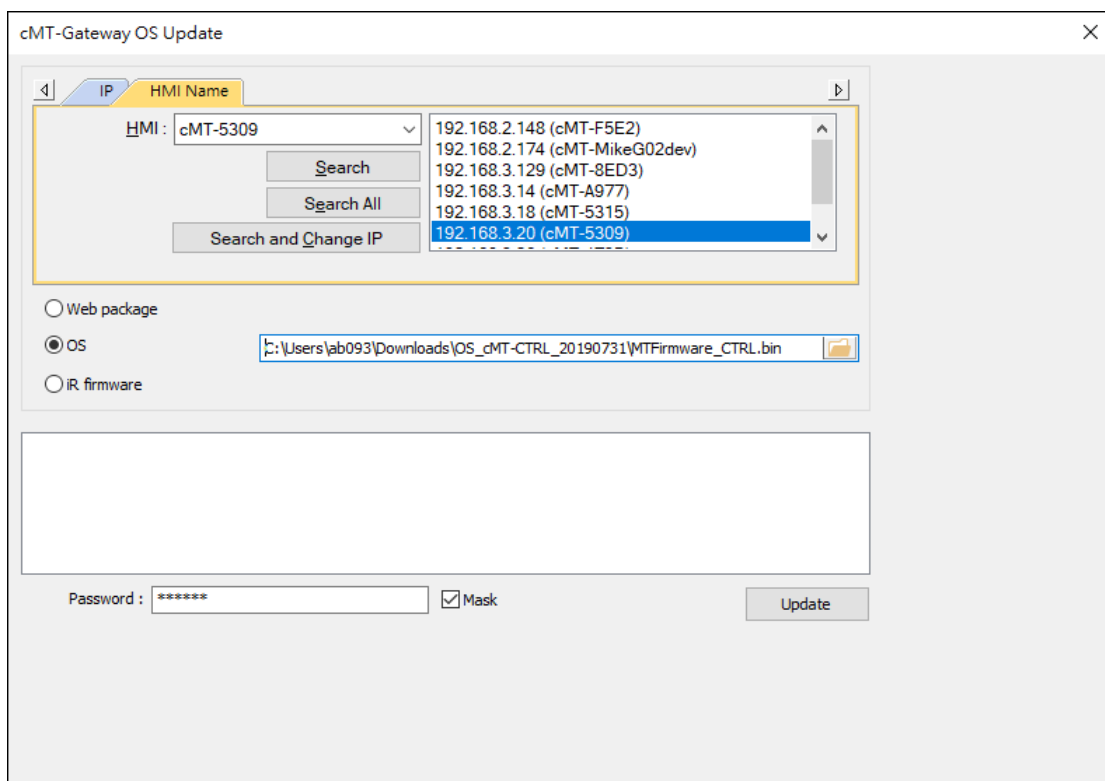 cMT-Gateway OS Update
IP
HMI Name
HMI : cMT-5309
Search
Search All
Search and Change IP
192.168.2.148 (cMT-F5E2)
192.168.2.174 (cMT-MikeG02dev)
192.168.3.129 (cMT-8ED3)
192.168.3.14 (cMT-A977)
192.168.3.18 (cMT-5315)
192.168.3.20 (cMT-5309)
Web package
OS
C:\Users\ab093\Downloads\OS_cMT-CTRL_20190731\MTFirmware_CTRL.bin
iR firmware
Password : ******
Mask
Update